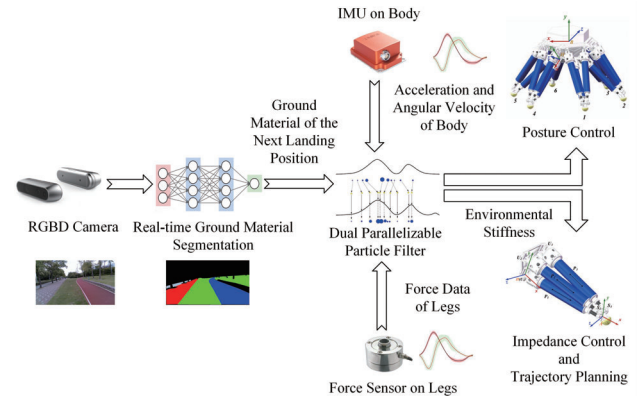 IMU on Body
Acceleration and
Angular Velocity
of Body
Ground
Material of the
Next Landing
Position
Posture Control
RGBD Camera
Real-time Ground Material
Segmentation
Dual Parallelizable
Particle Filter
Environmental
Stiffness
Force Data
of Legs
Force Sensor on Legs
Impedance Control
and
Trajectory Planning